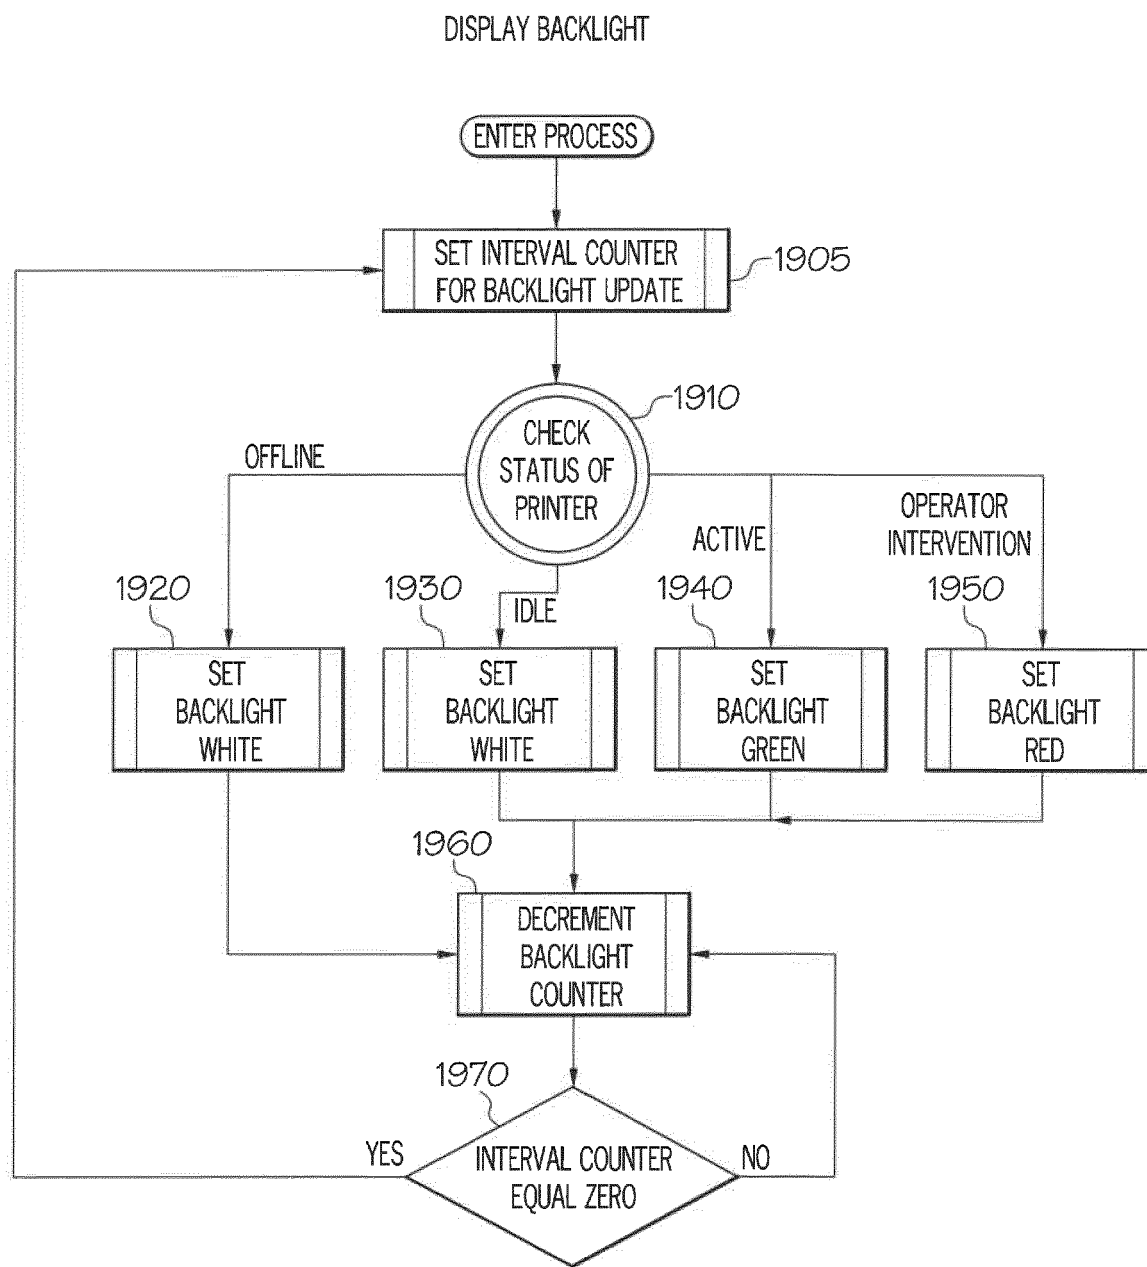 DISPLAY BACKLIGHT
ENTER PROCESS
SET INTERVAL COUNTER
FOR BACKLIGHT UPDATE
1905
1910
CHECK
STATUS OF
PRINTER
OFFLINE
IDLE
ACTIVE
OPERATOR
INTERVENTION
1920
SET
BACKLIGHT
WHITE
1930
SET
BACKLIGHT
WHITE
1940
SET
BACKLIGHT
GREEN
1950
SET
BACKLIGHT
RED
1960
DECREMENT
BACKLIGHT
COUNTER
1970
INTERVAL COUNTER
EQUAL ZERO
YES
NO